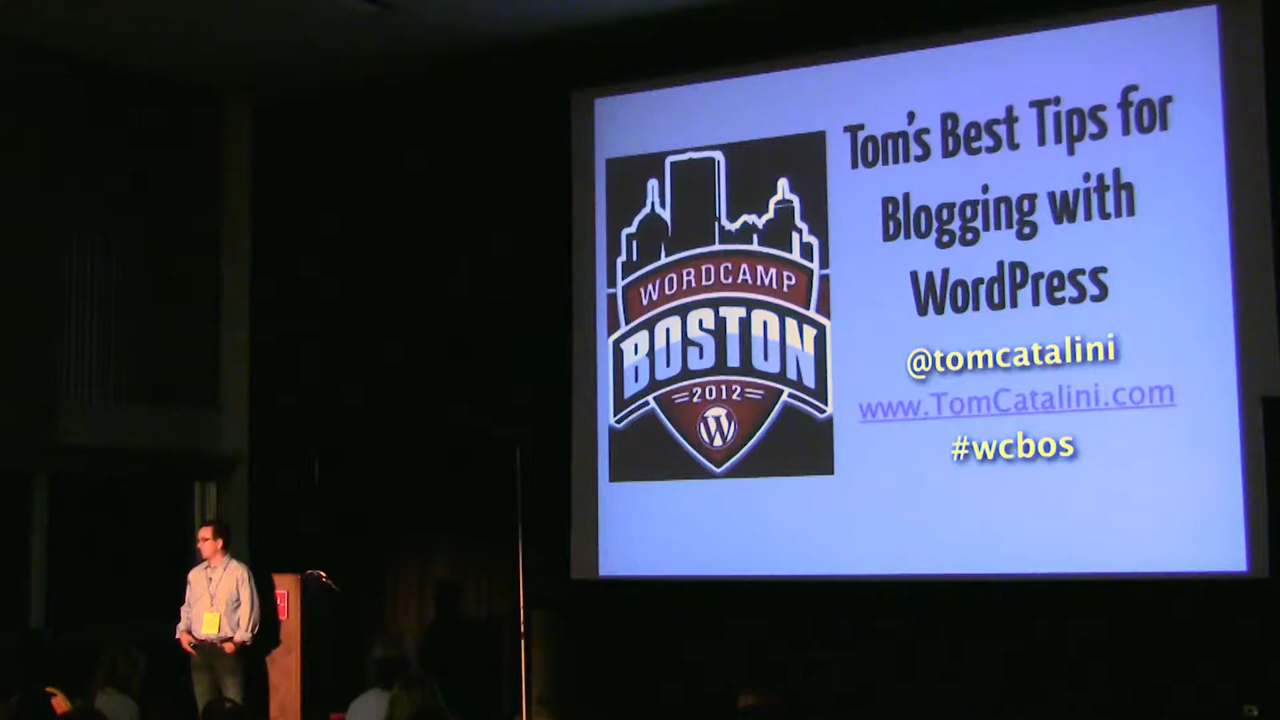 Tom's Best Tips for
Blogging with
WordPress
@tomcatalini
www.TomCatalini.com
#wcbos
WORDCAMP
BOSTON
2012
W